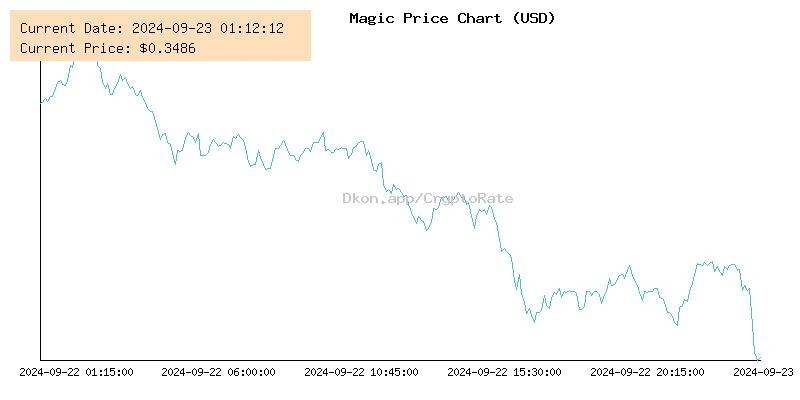 Magic Price Chart (USD)
Current Date: 2024-09-23 01:12:12
Current Price: $0.3486
Dkon.app/CryptoRate
2024-09-22 01:15:00 2024-09-22 06:00:00 2024-09-22 10:45:00 2024-09-22 15:30:00 2024-09-22 20:15:00 2024-09-23